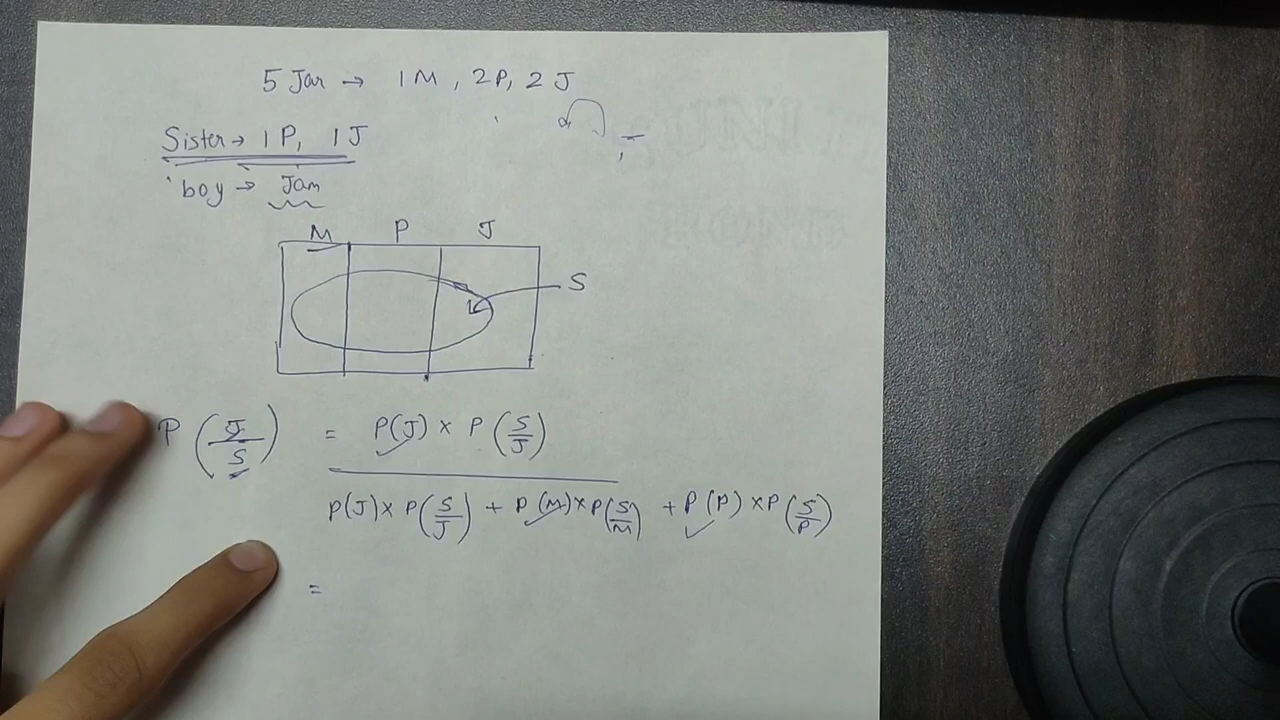 5 Jar → 1M, 2P, 2J
Sister → 1P, 1J
boy → Jam
M P J
S
P(J/S) = P(J) × P(S/J)
P(J) × P(S/J) + P(M) × P(S/M) + P(P) × P(S/P)
=